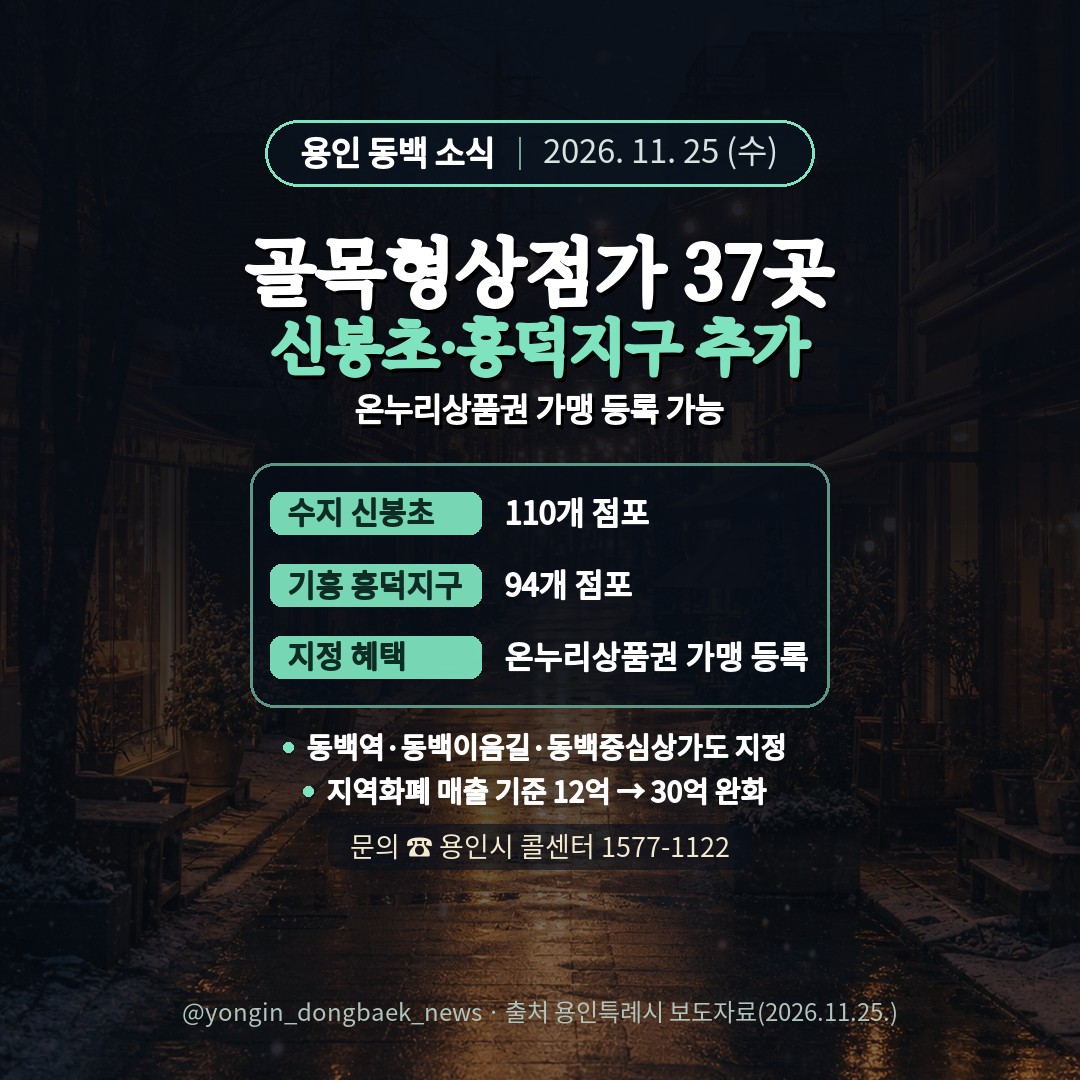 용인 동백 소식 | 2026. 11. 25 (수)
골목형상점가 37곳
신봉초·흥덕지구 추가
온누리상품권 가맹 등록 가능
수지 신봉초 110개 점포
기흥 흥덕지구 94개 점포
지정 혜택 온누리상품권 가맹 등록
• 동백역·동백이음길·동백중심상가도 지정
• 지역화폐 매출 기준 12억 → 30억 완화
문의 ☎ 용인시 콜센터 1577-1122
@yongin_dongbaek_news · 출처 용인특례시 보도자료(2026.11.25.)